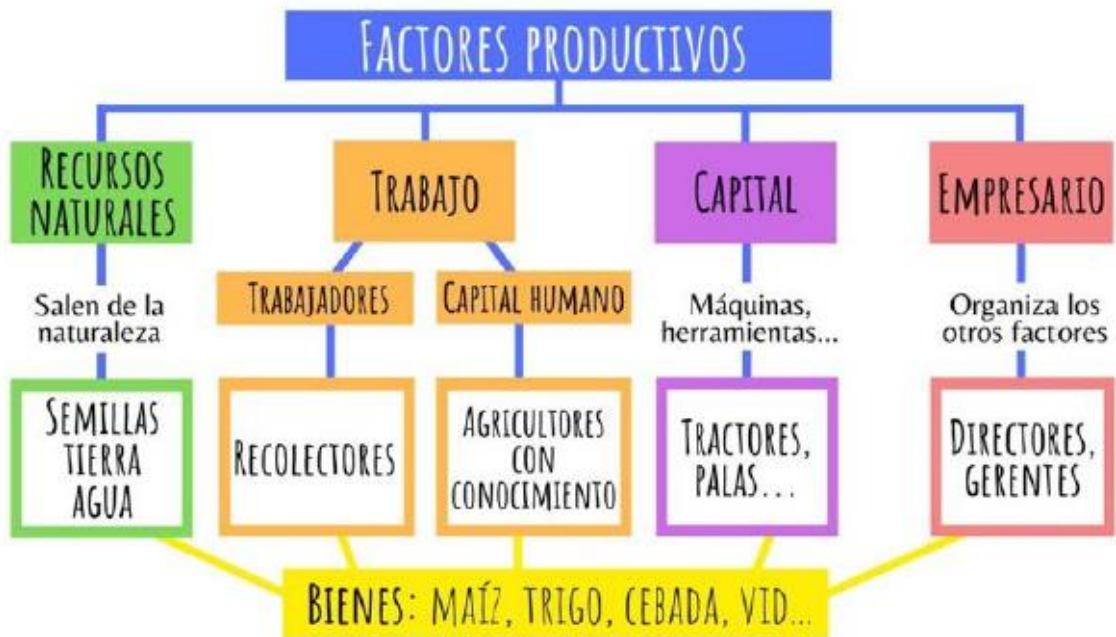 FACTORES PRODUCTIVOS
RECURSOS
NATURALES
TRABAJO
CAPITAL
EMPRESARIO
Salen de la
naturaleza
TRABAJADORES
CAPITAL HUMANO
Máquinas,
herramientas...
Organiza los
otros factores
SEMILLAS
TIERRA
AGUA
RECOLECTORES
AGRICULTORES
CON
CONOCIMIENTO
TRACTORES,
PALAS...
DIRECTORES,
GERENTES
BIENES: MAÍZ, TRIGO, CEBADA, VID...